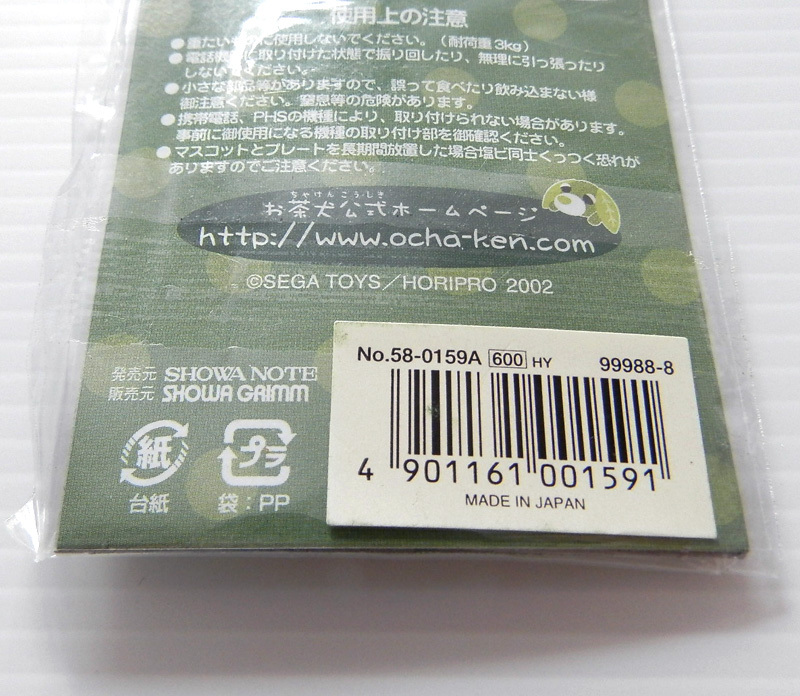 使用上の注意
●重たいものに使用しないでください。(耐荷重3kg)
●電話機に取り付けた状態で振り回したり、無理に引っ張ったり
しないでください。
●小さな部品等がありますので、誤って食べたり飲み込まない様
御注意ください。窒息等の危険があります。
●携帯電話、PHSの機種により、取り付けられない場合があります。
事前に御使用になる機種の取り付け部を御確認ください。
●マスコットとプレートを長期間放置した場合塩ビ同士くっつく恐れが
ありますのでご注意ください。
ちゃけんこうしき
お茶犬公式ホームページ
http://www.ocha-ken.com
©SEGA TOYS/HORIPRO 2002
No.58-0159A 600 HY 99988-8
発売元 SHOWA NOTE
販売元 SHOWA GRIMM
紙 プラ
台紙 袋:PP
4 901161 001591
MADE IN JAPAN